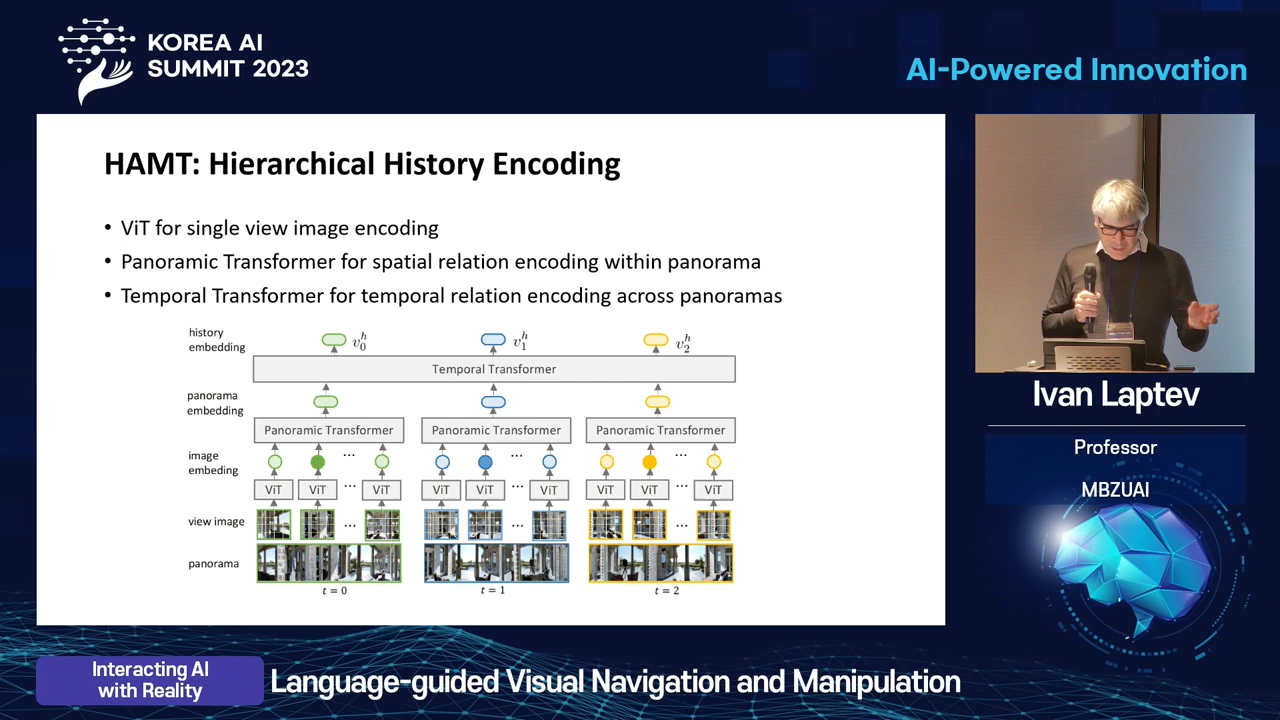 KOREA AI
SUMMIT 2023
AI-Powered Innovation
HAMT: Hierarchical History Encoding
• ViT for single view image encoding
• Panoramic Transformer for spatial relation encoding within panorama
• Temporal Transformer for temporal relation encoding across panoramas
history
embedding
v_0^h
v_1^h
v_2^h
Temporal Transformer
panorama
embedding
Panoramic Transformer
Panoramic Transformer
Panoramic Transformer
image
embeding
...
...
...
ViT ViT ... ViT
ViT ViT ... ViT
ViT ViT ... ViT
view image
...
...
...
panorama
t = 0
t = 1
t = 2
Ivan Laptev
Professor
MBZUAI
Interacting AI
with Reality
Language-guided Visual Navigation and Manipulation